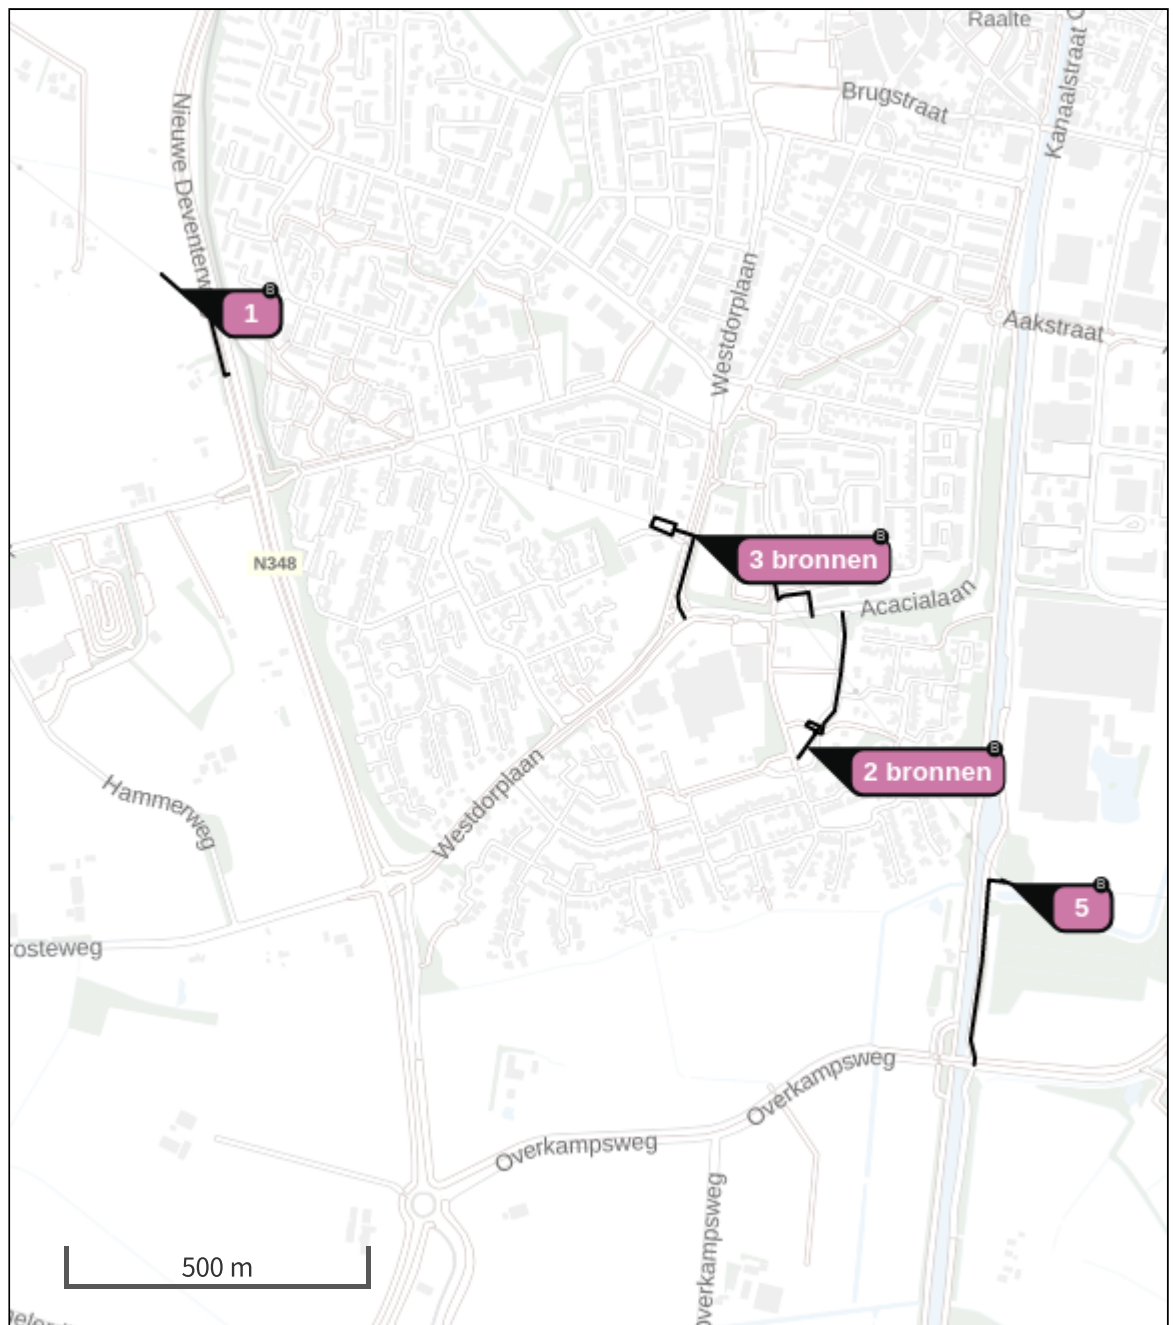 Raalte
Kanaalstraat O
Brugstraat
Nieuwe Deventerw
Westdorplaan
B
1
Aakstraat
B
3 bronnen
N348
Acacialaan
B
2 bronnen
Hammerweg
Westdorplaan
B
5
rosteweg
Overkampsweg
Overkampsweg
overkampsweg
500 m